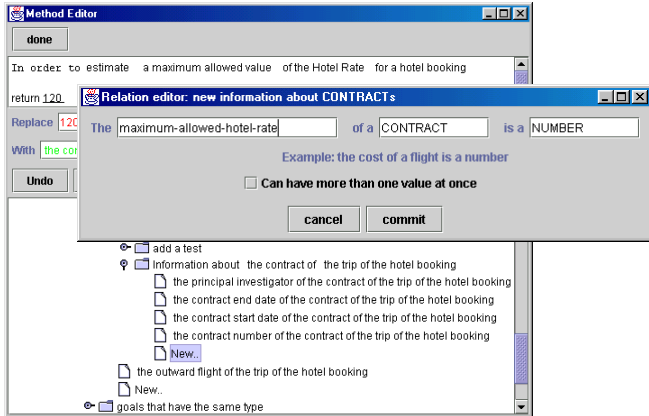 Method Editor
done
In order to estimate a maximum allowed value of the Hotel Rate for a hotel booking
return 120
Relation editor: new information about CONTRACTs
Replace 120
The maximum-allowed-hotel-rate of a CONTRACT is a NUMBER
With the con
Example: the cost of a flight is a number
Undo
Can have more than one value at once
cancel commit
add a test
Information about the contract of the trip of the hotel booking
the principal investigator of the contract of the trip of the hotel booking
the contract end date of the contract of the trip of the hotel booking
the contract start date of the contract of the trip of the hotel booking
the contract number of the contract of the trip of the hotel booking
New..
the outward flight of the trip of the hotel booking
New..
goals that have the same type